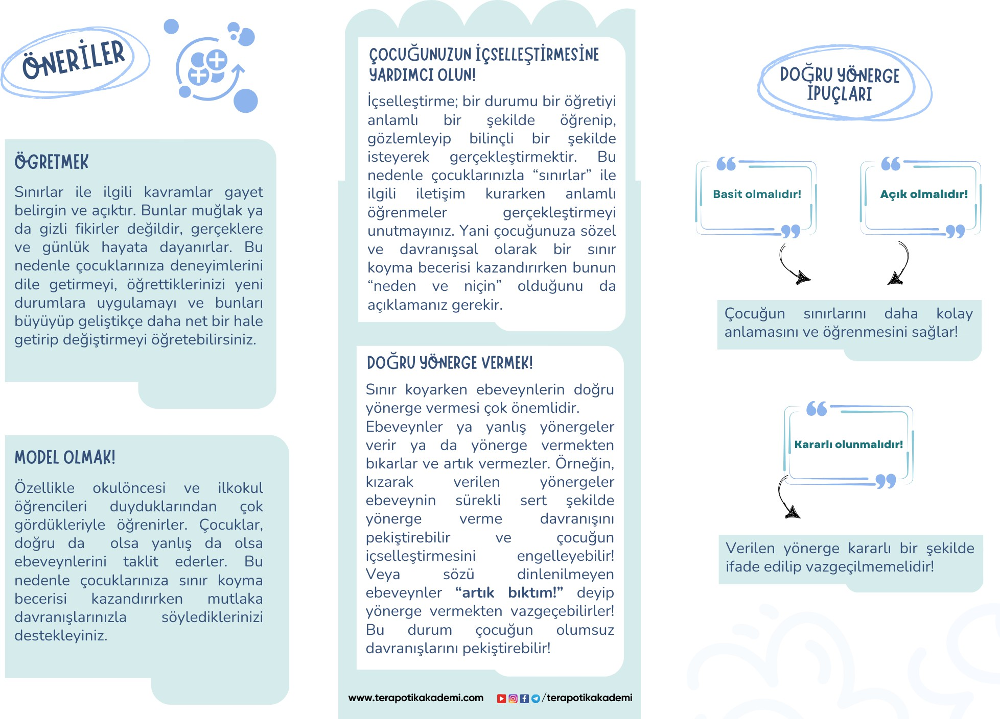 ÖNERİLER
ÖGRETMEK
Sınırlar ile ilgili kavramlar gayet
belirgin ve açıktır. Bunlar muğlak ya
da gizli fikirler değildir, gerçeklere
ve günlük hayata dayanırlar. Bu
nedenle çocuklarınıza deneyimlerini
dile getirmeyi, öğrettiklerinizi yeni
durumlara uygulamayı ve bunları
büyüyüp geliştikçe daha net bir hale
getirip değiştirmeyi öğretebilirsiniz.
MODEL OLMAK!
Özellikle okulöncesi ve ilkokul
öğrencileri duyduklarından çok
gördükleriyle öğrenirler. Çocuklar,
doğru da olsa yanlış da olsa
ebeveynlerini taklit ederler. Bu
nedenle çocuklarınıza sınır koyma
becerisi kazandırırken mutlaka
davranışlarınızla söylediklerinizi
destekleyiniz.
ÇOCUĞUNUZUN İÇSELLEŞTİRMESİNE
YARDIMCI OLUN!
İçselleştirme; bir durumu bir öğretiyi
anlamlı bir şekilde öğrenip,
gözlemleyip bilinçli bir şekilde
isteyerek gerçekleştirmektir. Bu
nedenle çocuklarınızla “sınırlar” ile
ilgili iletişim kurarken anlamlı
öğrenmeler gerçekleştirmeyi
unutmayınız. Yani çocuğunuza sözel
ve davranışsal olarak bir sınır
koyma becerisi kazandırırken bunun
“neden ve niçin” olduğunu da
açıklamanız gerekir.
DOĞRU YÖNERGE VERMEK!
Sınır koyarken ebeveynlerin doğru
yönerge vermesi çok önemlidir.
Ebeveynler ya yanlış yönergeler
verir ya da yönerge vermekten
bıkarlar ve artık vermezler. Örneğin,
kızarak verilen yönergeler
ebeveynin sürekli sert şekilde
yönerge verme davranışını
pekiştirebilir ve çocuğun
içselleştirmesini engelleyebilir!
Veya sözü dinlenilmeyen
ebeveynler “artık bıktım!” deyip
yönerge vermekten vazgeçebilirler!
Bu durum çocuğun olumsuz
davranışlarını pekiştirebilir!
www.terapotikakademi.com /terapotikakademi
DOĞRU YÖNERGE
İPUÇLARI
Basit olmalıdır!
Açık olmalıdır!
Çocuğun sınırlarını daha kolay
anlamasını ve öğrenmesini sağlar!
Kararlı olunmalıdır!
Verilen yönerge kararlı bir şekilde
ifade edilip vazgeçilmemelidir!